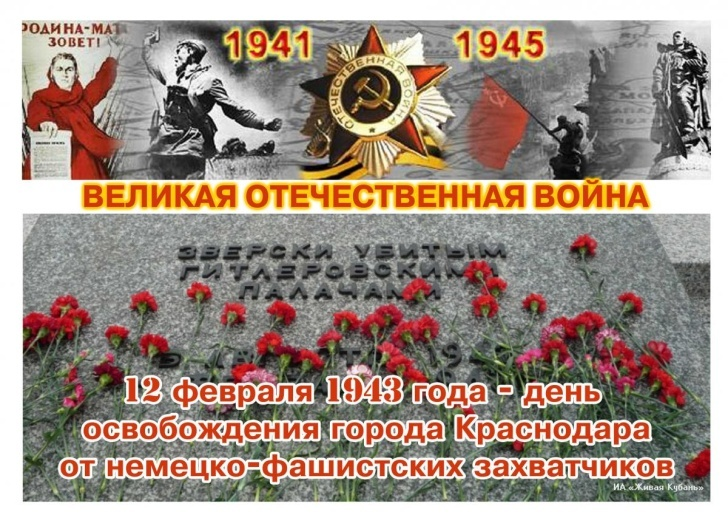 РОДИНА-МАТЬ
ЗОВЕТ!
1941 1945
ОТЕЧЕСТВЕННАЯ ВОЙНА
ВЕЛИКАЯ ОТЕЧЕСТВЕННАЯ ВОЙНА
ЗВЕРСКИ УБИТЫМ
ГИТЛЕРОВСКИМИ
ПАЛАЧАМИ
12 февраля 1943 года - день
освобождения города Краснодара
от немецко-фашистских захватчиков
ИА «Живая Кубань»